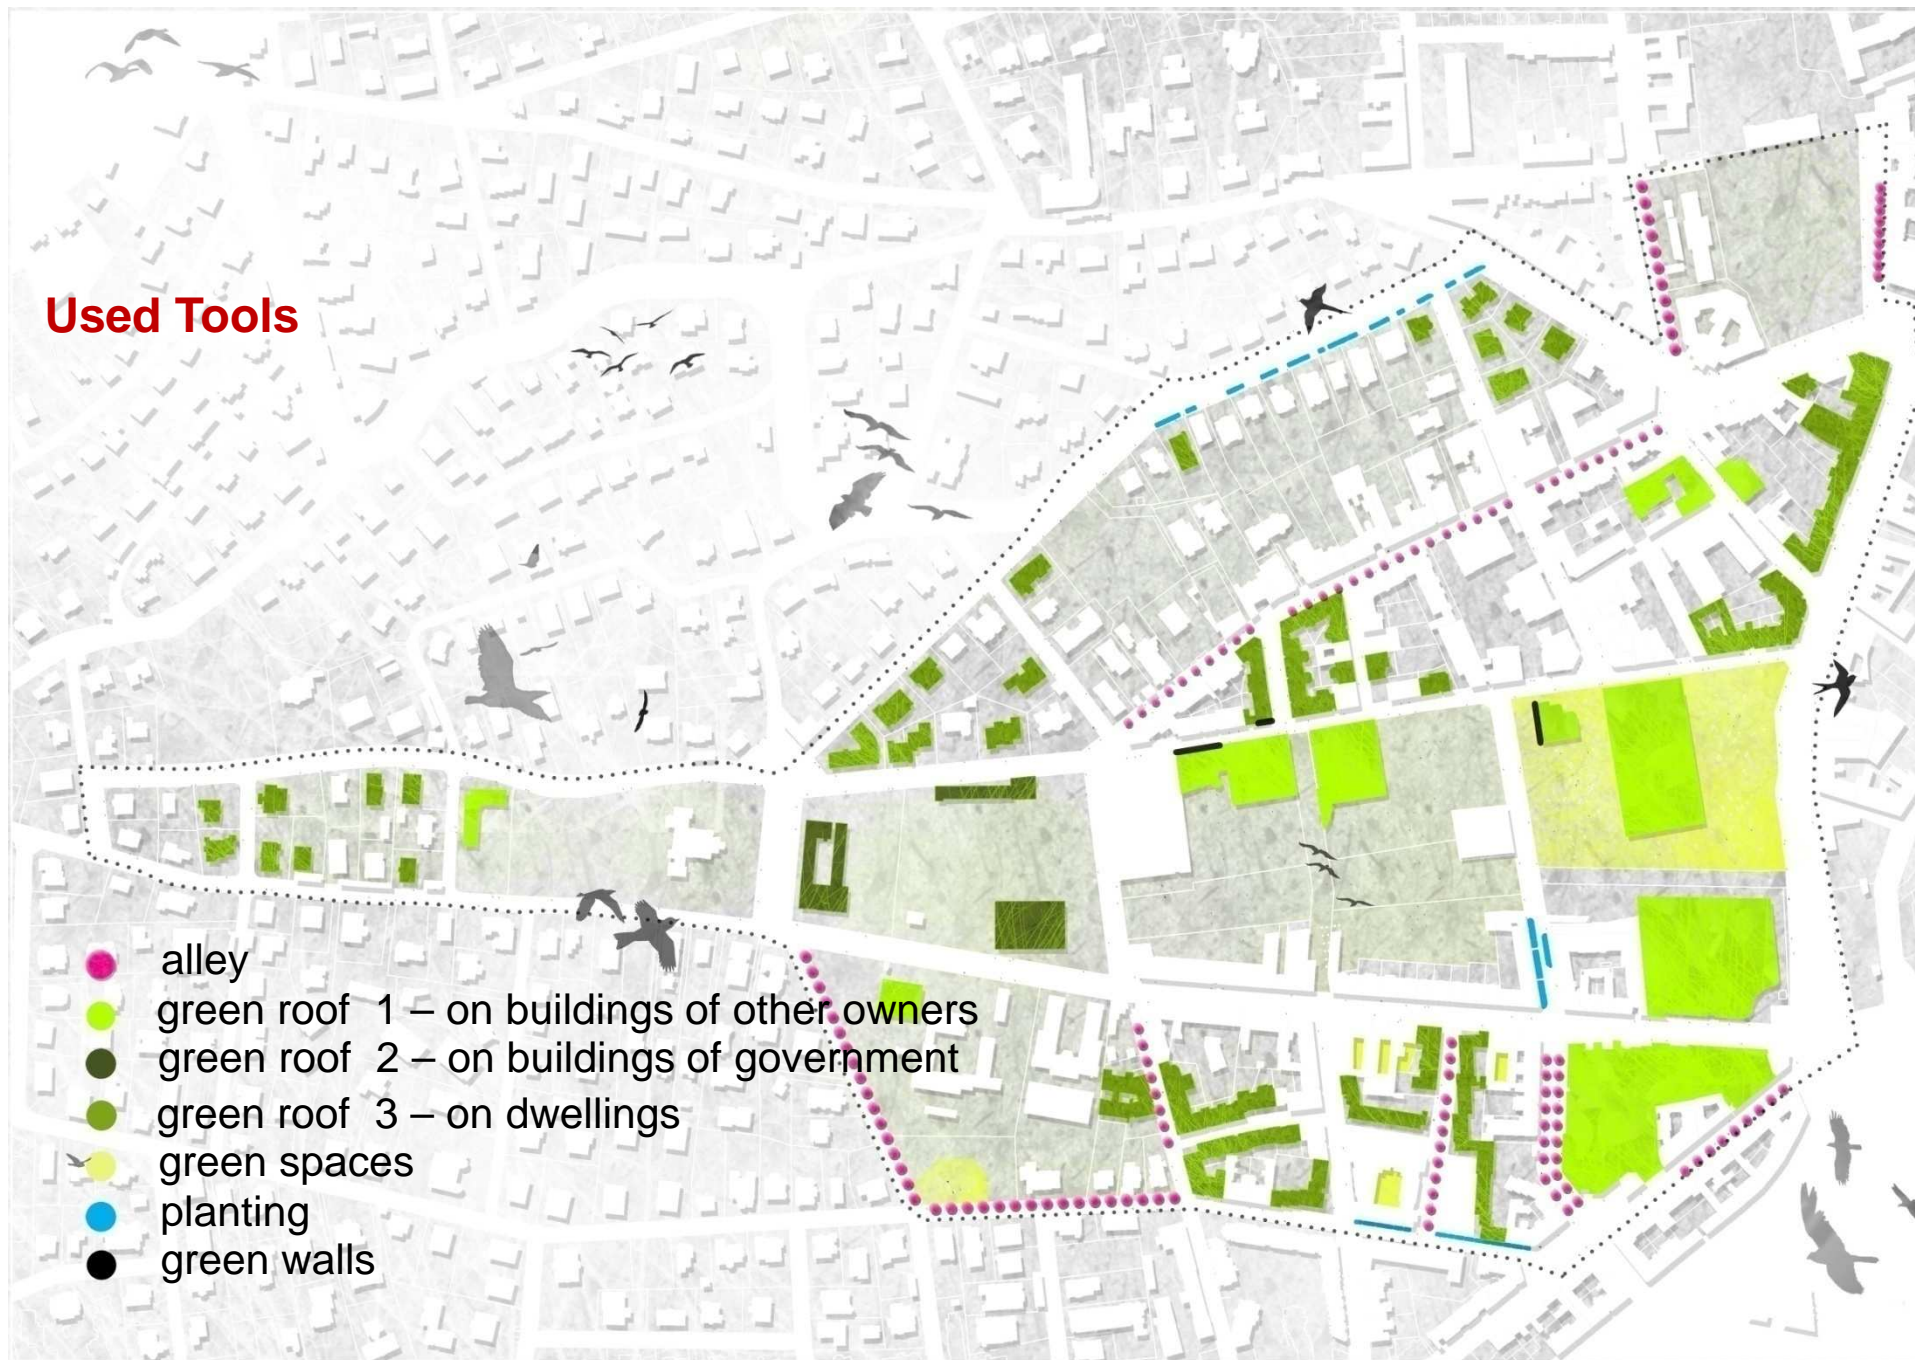 Used Tools
alley
green roof 1 – on buildings of other owners
green roof 2 – on buildings of government
green roof 3 – on dwellings
green spaces
planting
green walls